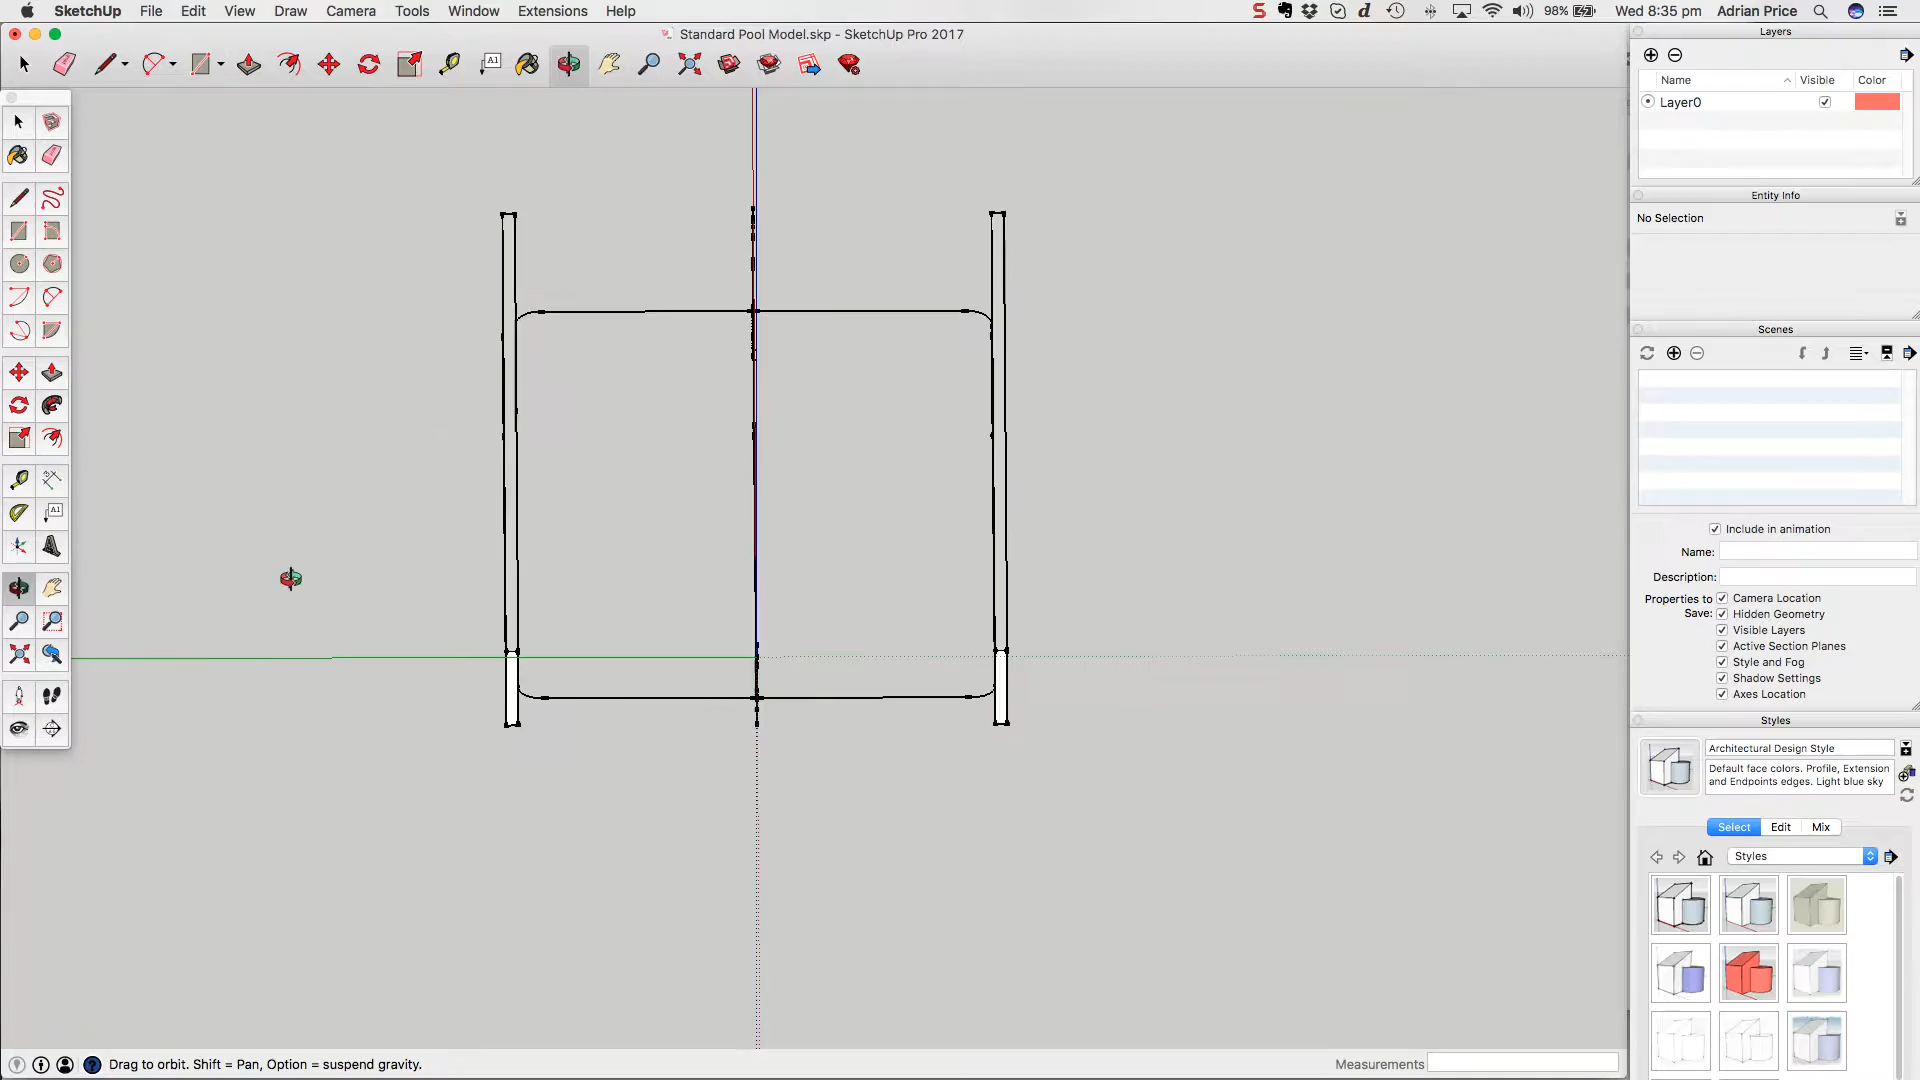 SketchUp File Edit View Draw Camera Tools Window Extensions Help
98% Wed 8:35 pm Adrian Price
Standard Pool Model.skp - SketchUp Pro 2017
A1
A1
Layers
Name Visible Color
Layer0
Entity Info
No Selection
Scenes
Include in animation
Name:
Description:
Properties to Save:
Camera Location
Hidden Geometry
Visible Layers
Active Section Planes
Style and Fog
Shadow Settings
Axes Location
Styles
Architectural Design Style
Default face colors. Profile, Extension
and Endpoints edges. Light blue sky
Select Edit Mix
Styles
Drag to orbit. Shift = Pan, Option = suspend gravity.
Measurements